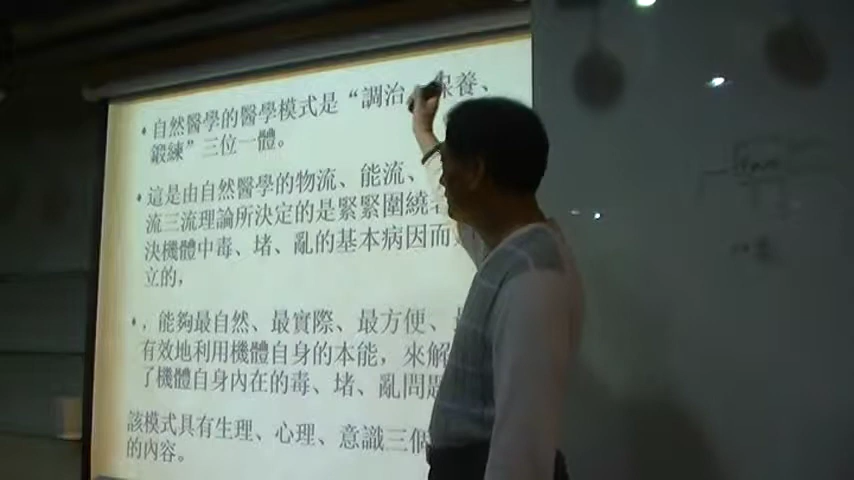 自然醫學的醫學模式是“調治、保養、
鍛練”三位一體。
這是由自然醫學的物流、能流、
流三流理論所決定的是緊緊圍繞
決機體中毒、堵、亂的基本病因而
立的，
，能夠最自然、最實際、最方便、
有效地利用機體自身的本能，來解
了機體自身內在的毒、堵、亂問題
該模式具有生理、心理、意識三個
的內容。